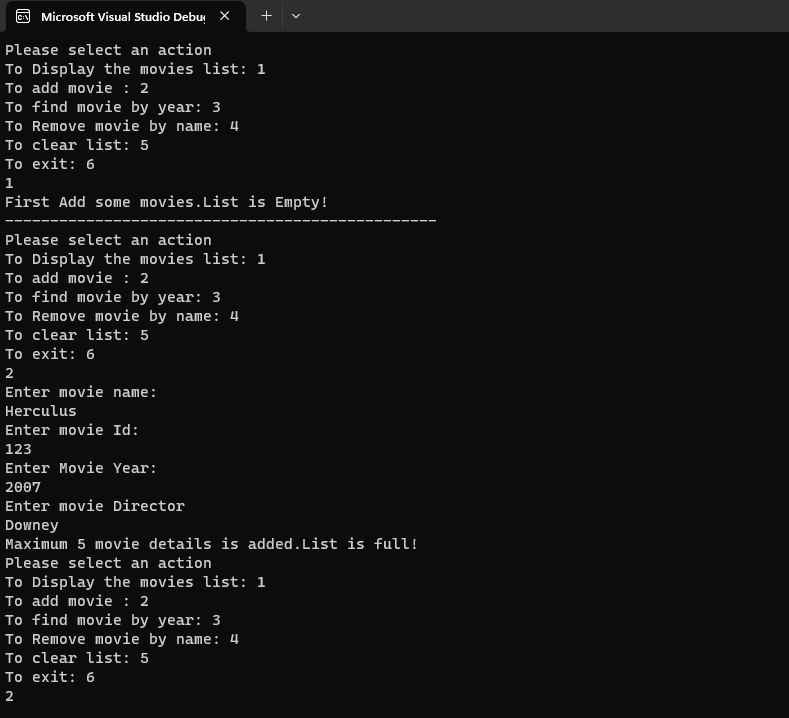 Microsoft Visual Studio Debu
Please select an action
To Display the movies list: 1
To add movie : 2
To find movie by year: 3
To Remove movie by name: 4
To clear list: 5
To exit: 6
1
First Add some movies.List is Empty!
------------------------------------------------
Please select an action
To Display the movies list: 1
To add movie : 2
To find movie by year: 3
To Remove movie by name: 4
To clear list: 5
To exit: 6
2
Enter movie name:
Herculus
Enter movie Id:
123
Enter Movie Year:
2007
Enter movie Director
Downey
Maximum 5 movie details is added.List is full!
Please select an action
To Display the movies list: 1
To add movie : 2
To find movie by year: 3
To Remove movie by name: 4
To clear list: 5
To exit: 6
2